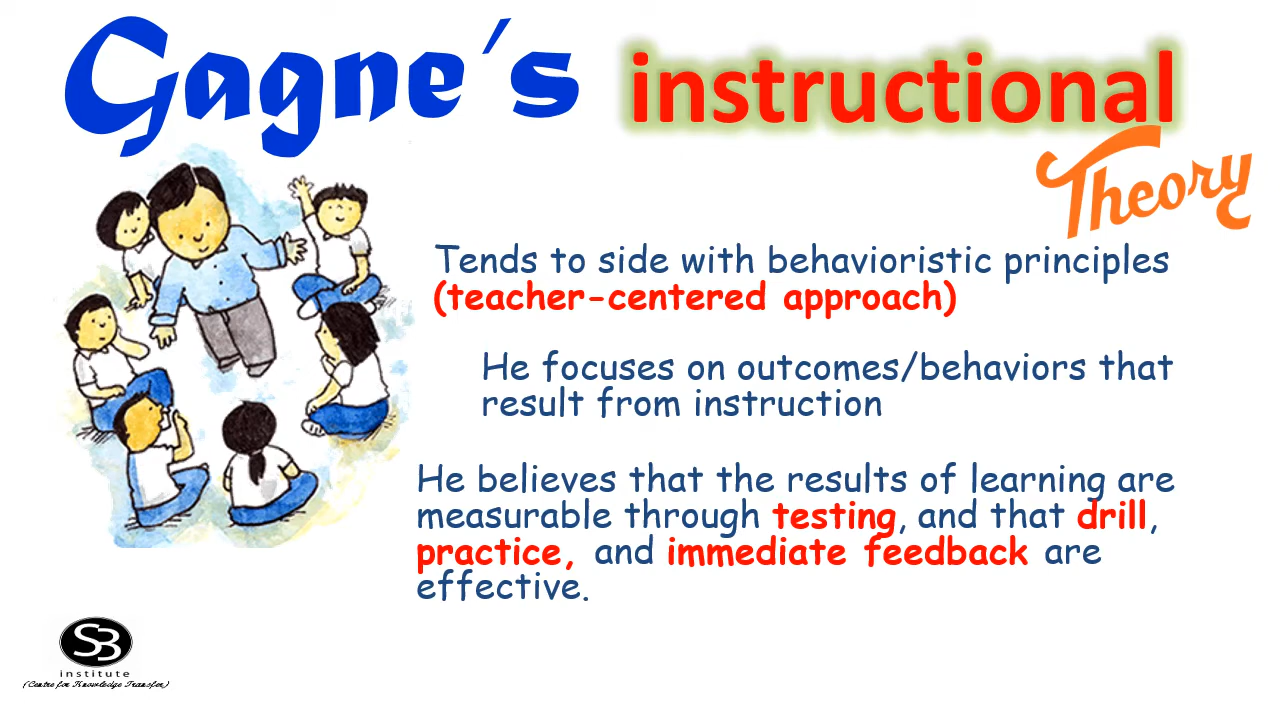 Gagne's instructional
Theory
Tends to side with behavioristic principles
(teacher-centered approach)
He focuses on outcomes/behaviors that
result from instruction
He believes that the results of learning are
measurable through testing, and that drill,
practice, and immediate feedback are
effective.
SB
institute
(Centre for Knowledge Transfer)